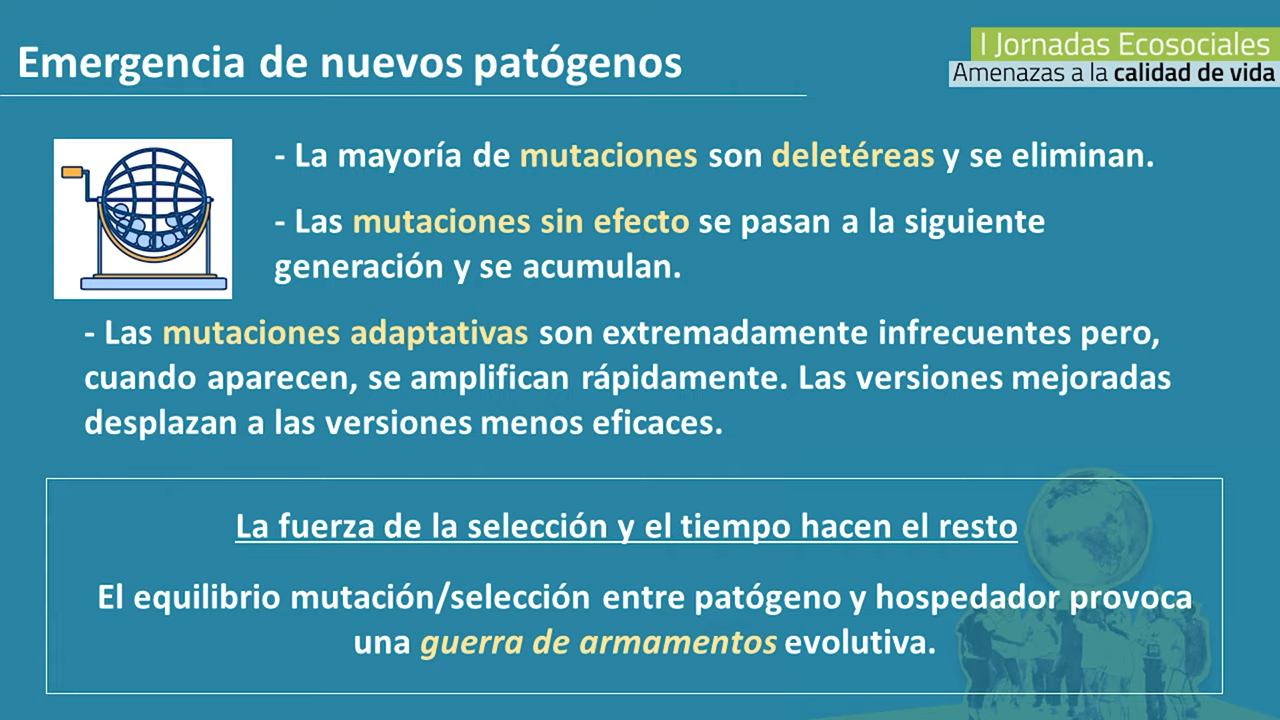 Emergencia de nuevos patógenos
I Jornadas Ecosociales
Amenazas a la calidad de vida
- La mayoría de mutaciones son deletéreas y se eliminan.
- Las mutaciones sin efecto se pasan a la siguiente
generación y se acumulan.
- Las mutaciones adaptativas son extremadamente infrecuentes pero,
cuando aparecen, se amplifican rápidamente. Las versiones mejoradas
desplazan a las versiones menos eficaces.
La fuerza de la selección y el tiempo hacen el resto
El equilibrio mutación/selección entre patógeno y hospedador provoca
una guerra de armamentos evolutiva.